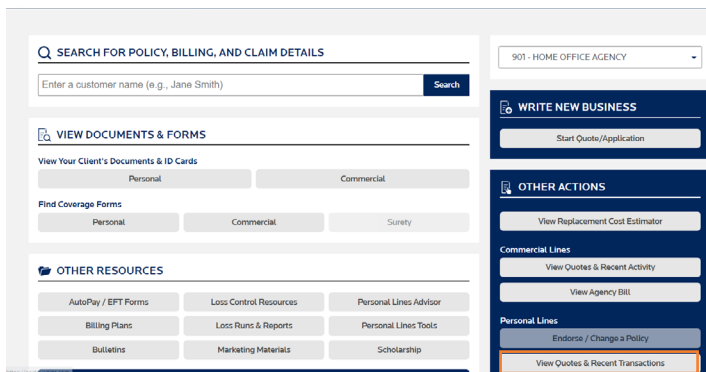 SEARCH FOR POLICY, BILLING, AND CLAIM DETAILS
Enter a customer name (e.g., Jane Smith)
Search
VIEW DOCUMENTS & FORMS
View Your Client's Documents & ID Cards
Personal
Commercial
Find Coverage Forms
Personal
Commercial
Surety
OTHER RESOURCES
AutoPay / EFT Forms
Loss Control Resources
Personal Lines Advisor
Billing Plans
Loss Runs & Reports
Personal Lines Tools
Bulletins
Marketing Materials
Scholarship
901 - HOME OFFICE AGENCY
WRITE NEW BUSINESS
Start Quote/Application
OTHER ACTIONS
View Replacement Cost Estimator
Commercial Lines
View Quotes & Recent Activity
View Agency Bill
Personal Lines
Endorse / Change a Policy
View Quotes & Recent Transactions